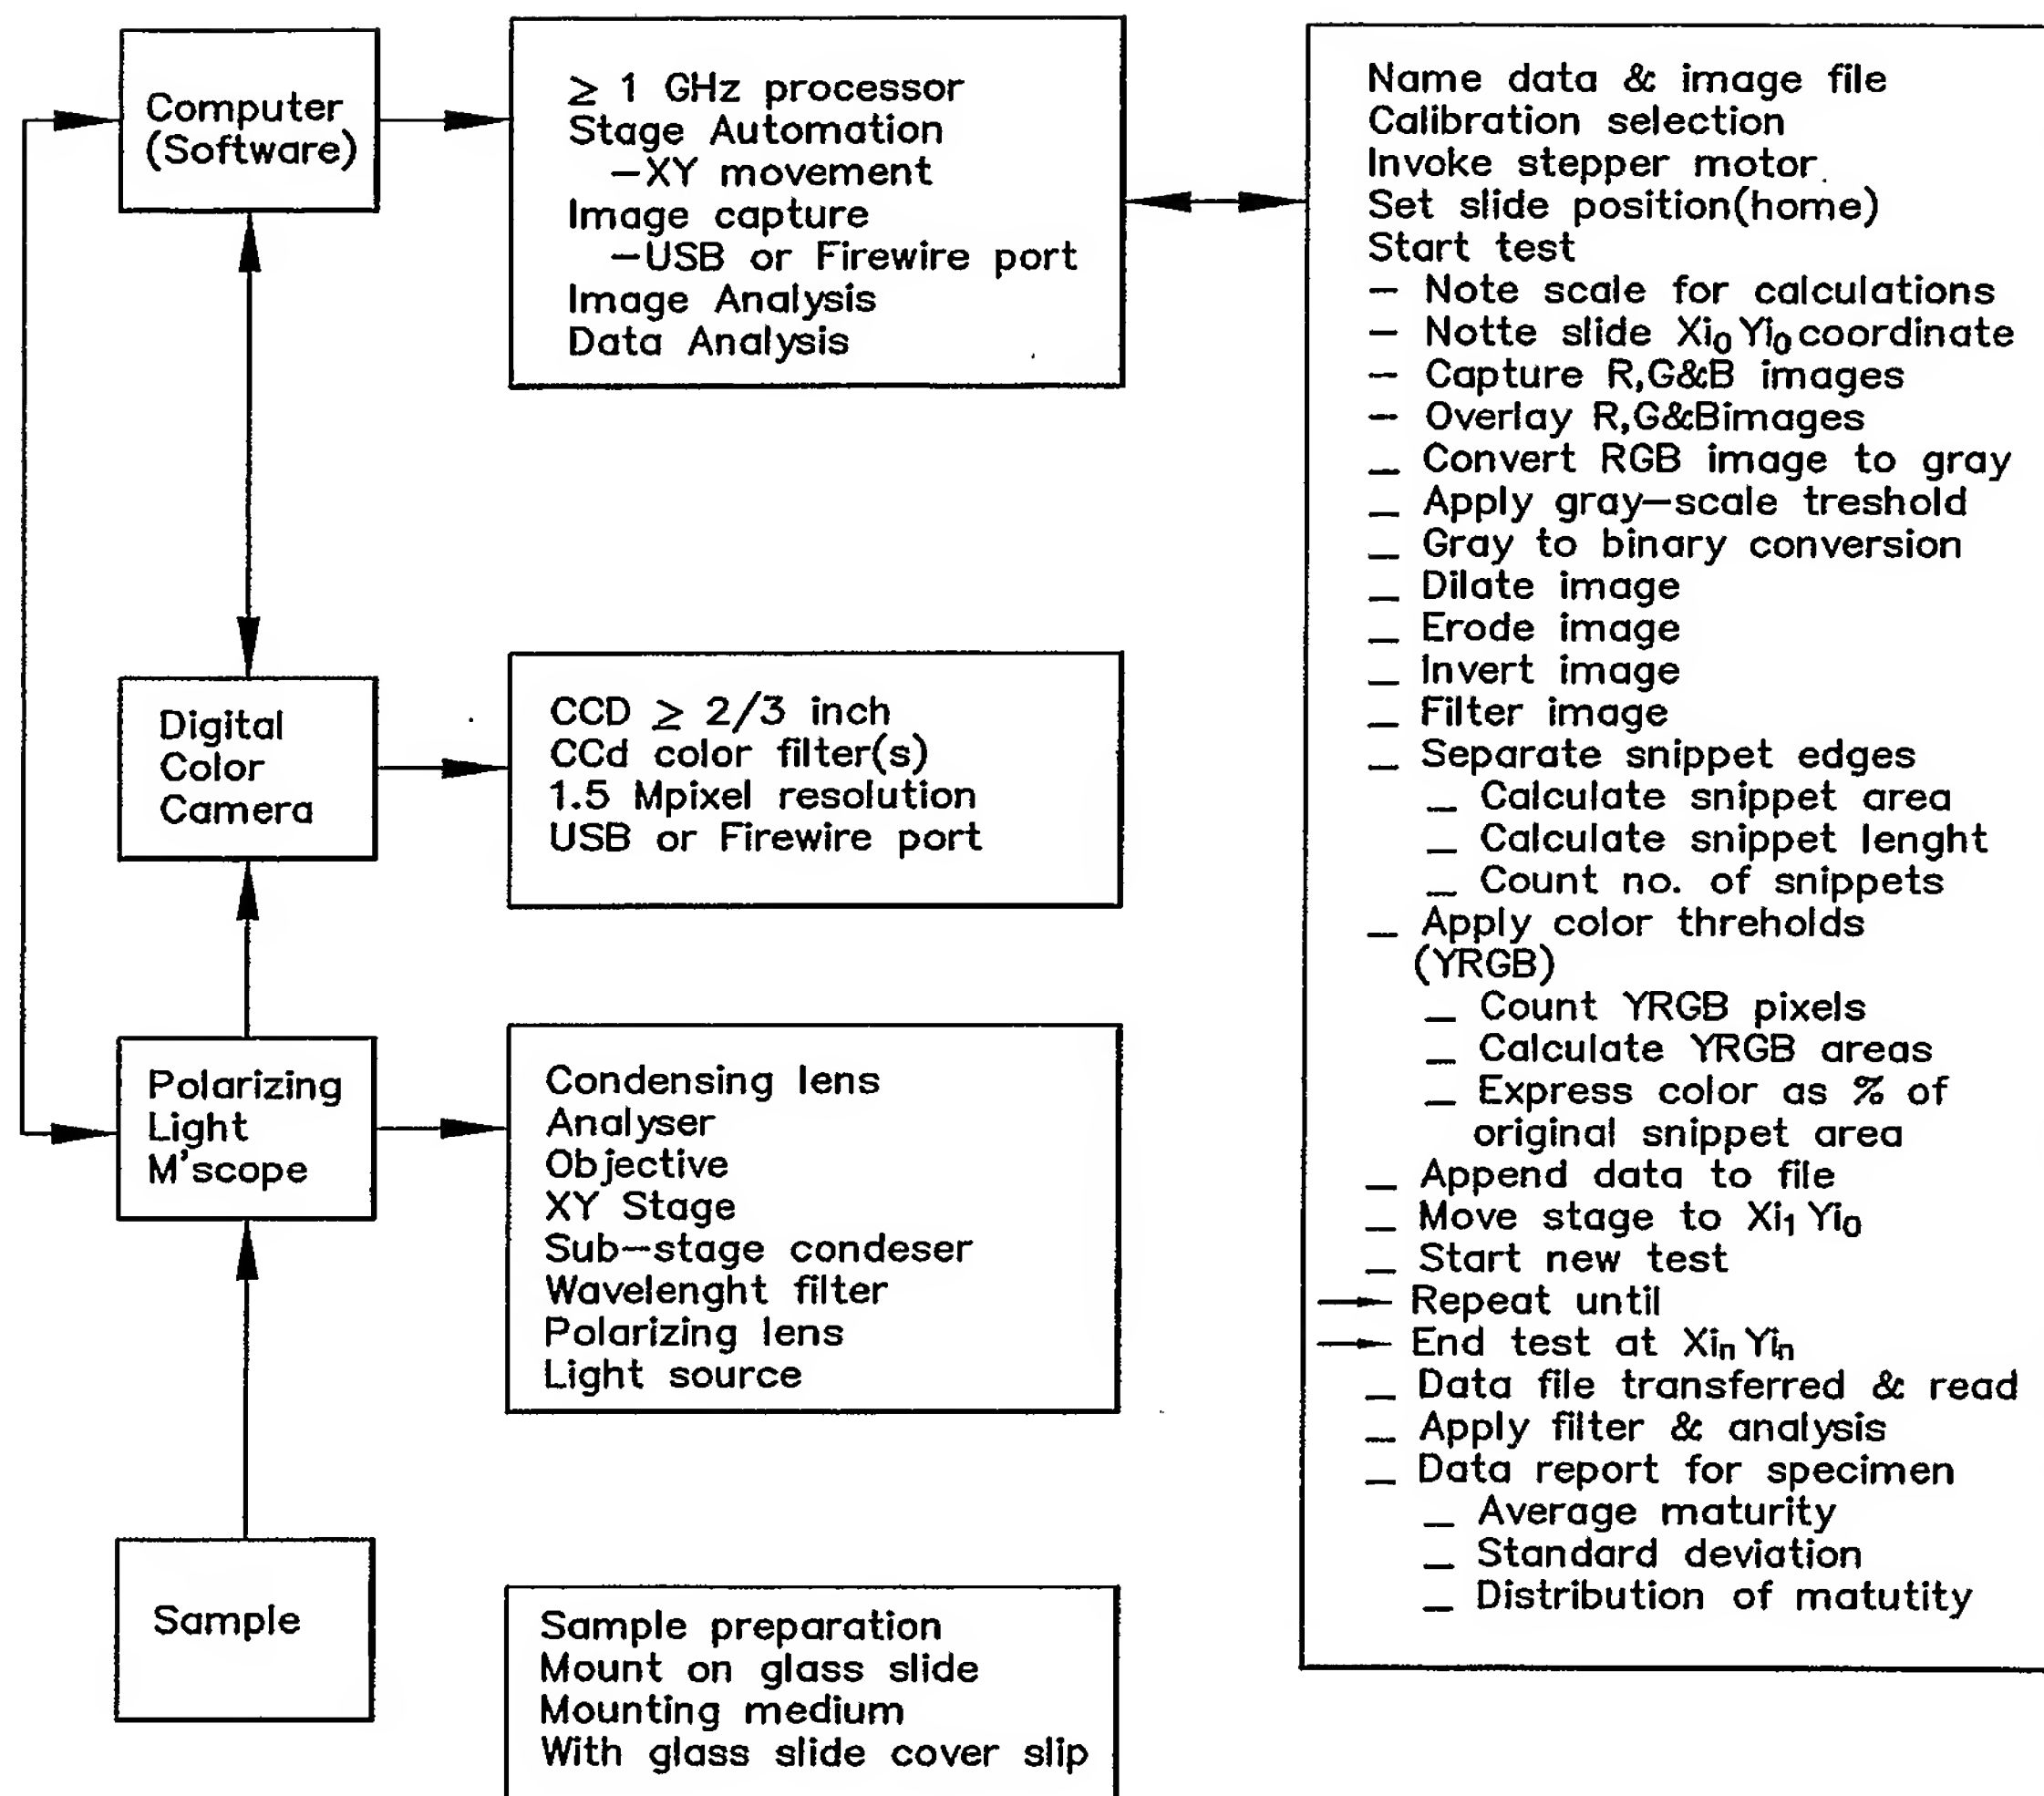 Computer
(Software)
≥ 1 GHz processor
Stage Automation
—XY movement
Image capture
—USB or Firewire port
Image Analysis
Data Analysis
Digital
Color
Camera
CCD ≥ 2/3 inch
CCd color filter(s)
1.5 Mpixel resolution
USB or Firewire port
Polarizing
Light
M'scope
Condensing lens
Analyser
Objective
XY Stage
Sub—stage condeser
Wavelenght filter
Polarizing lens
Light source
Sample
Sample preparation
Mount on glass slide
Mounting medium
With glass slide cover slip
Name data & image file
Calibration selection
Invoke stepper motor
Set slide position(home)
Start test
– Note scale for calculations
– Notte slide Xi₀ Yi₀ coordinate
– Capture R,G&B images
– Overlay R,G&Bimages
_ Convert RGB image to gray
_ Apply gray—scale treshold
_ Gray to binary conversion
_ Dilate image
_ Erode image
_ Invert image
_ Filter image
_ Separate snippet edges
_ Calculate snippet area
_ Calculate snippet lenght
_ Count no. of snippets
_ Apply color threholds
(YRGB)
_ Count YRGB pixels
_ Calculate YRGB areas
_ Express color as % of
original snippet area
_ Append data to file
_ Move stage to Xi₁ Yi₀
_ Start new test
→ Repeat until
→ End test at Xiₙ Yiₙ
_ Data file transferred & read
_ Apply filter & analysis
_ Data report for specimen
_ Average maturity
_ Standard deviation
_ Distribution of matutity